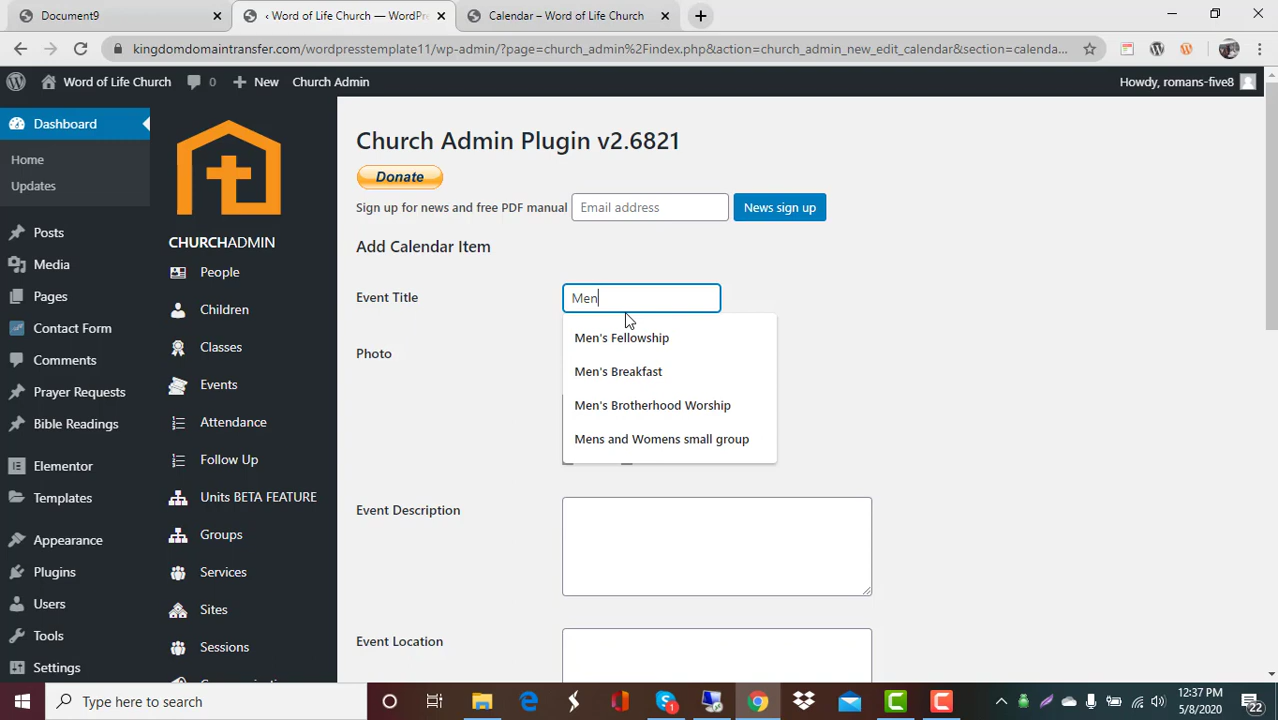 Document9
‹ Word of Life Church — WordPre
Calendar – Word of Life Church
kingdomdomaintransfer.com/wordpresstemplate11/wp-admin/?page=church_admin%2Findex.php&action=church_admin_new_edit_calendar&section=calenda...
Word of Life Church
0
New
Church Admin
Howdy, romans-five8
Dashboard
Home
Updates
Posts
Media
Pages
Contact Form
Comments
Prayer Requests
Bible Readings
Elementor
Templates
Appearance
Plugins
Users
Tools
Settings
CHURCHADMIN
People
Children
Classes
Events
Attendance
Follow Up
Units BETA FEATURE
Groups
Services
Sites
Sessions
Church Admin Plugin v2.6821
Donate
Sign up for news and free PDF manual
Email address
News sign up
Add Calendar Item
Event Title
Men
Men's Fellowship
Men's Breakfast
Men's Brotherhood Worship
Mens and Womens small group
Photo
Event Description
Event Location
Type here to search
12:37 PM
5/8/2020
22